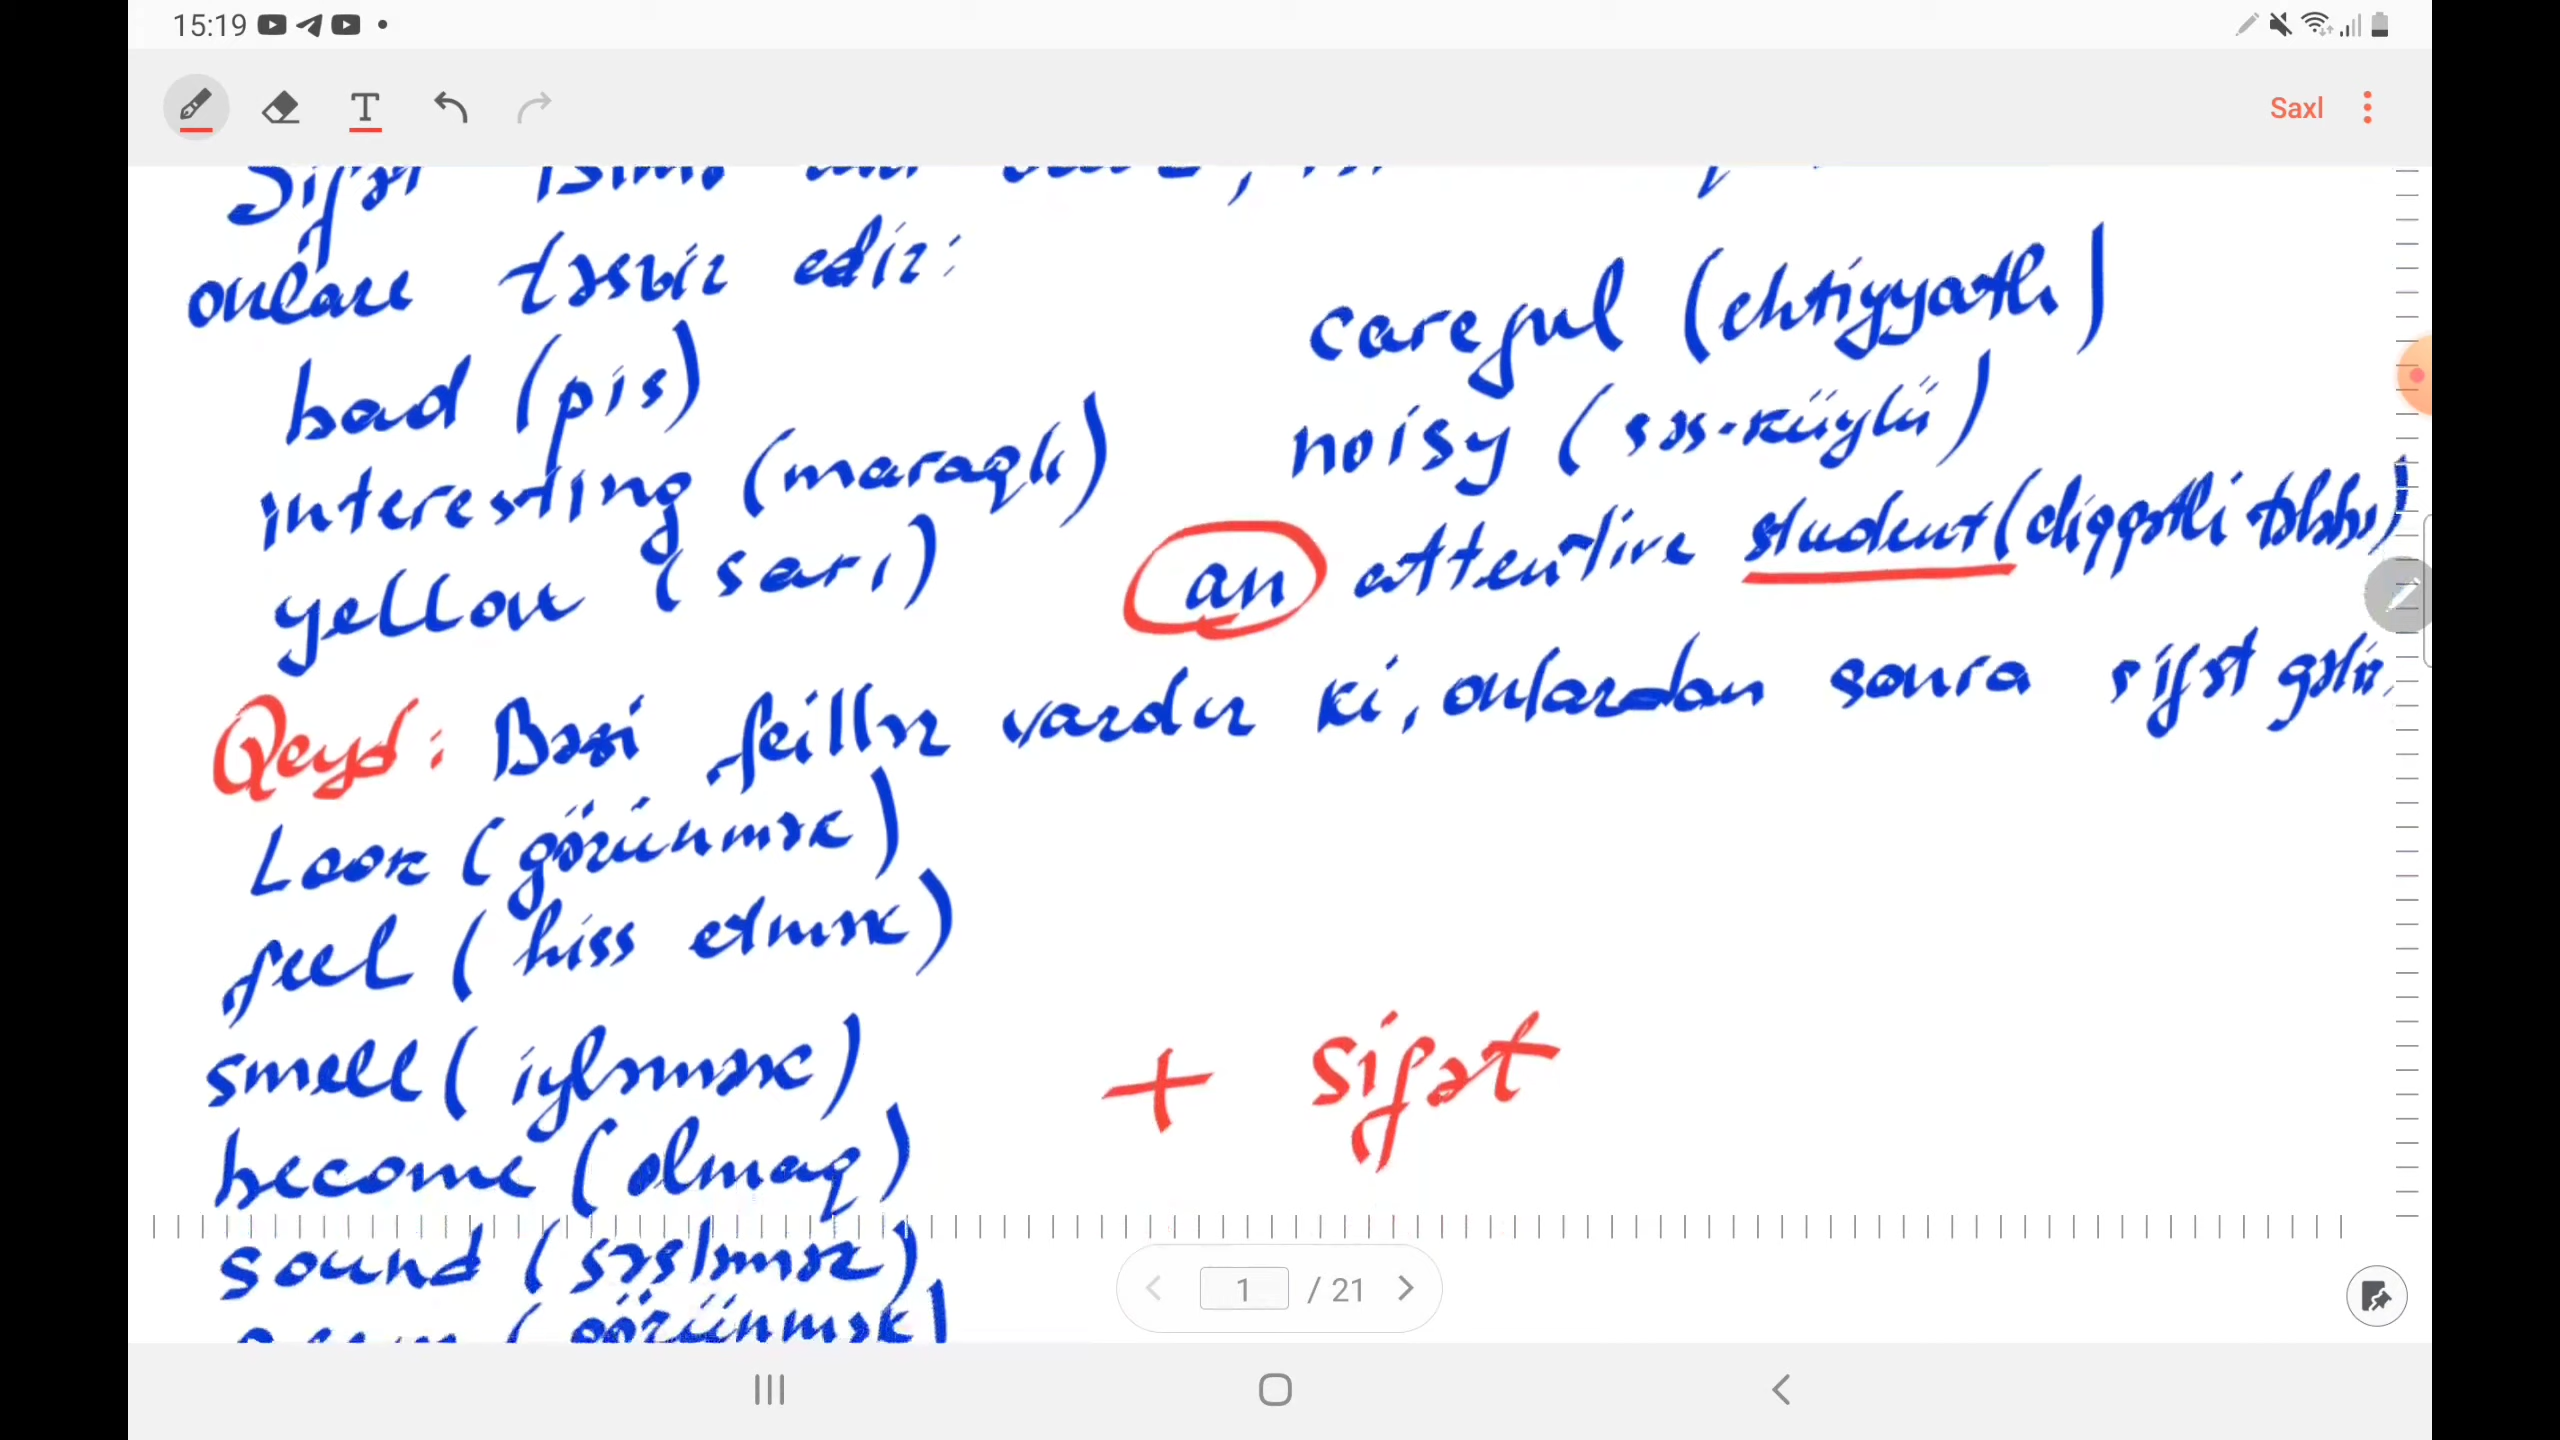 15:19
Saxl
Sifət
onları təsvir edir:
bad (pis)
interesting (maraqlı)
yellow (sarı)
careful (ehtiyyatlı)
noisy (səs-küylü)
an attentive student (diqqətli tələbə)
Qeyd: Bəzi feillər vardır ki, onlardan sonra sifət gəlir.
Look (görünmək)
feel (hiss etmək)
smell (iylənmək)
become (olmaq)
sound (səslənmək)
(görünmək)
+ sifət
1 / 21